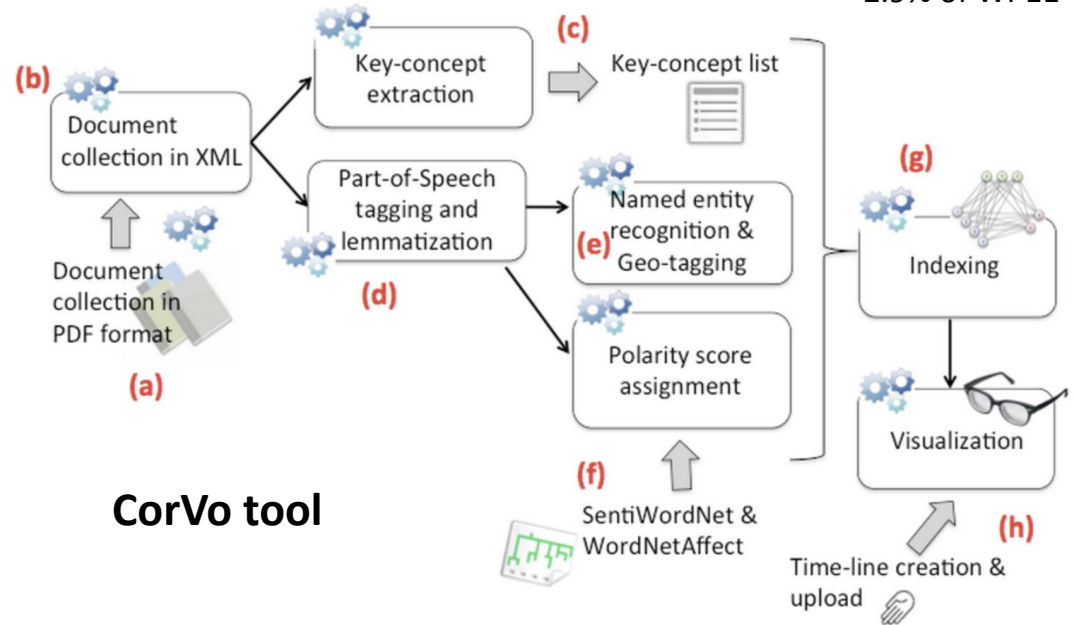 (b)
Document
collection in XML
Document
collection in
PDF format
(a)
Key-concept
extraction
(c)
Key-concept list
Part-of-Speech
tagging and
lemmatization
(d)
Named entity
(e) recognition &
Geo-tagging
Polarity score
assignment
(f)
SentiWordNet &
WordNetAffect
(g)
Indexing
Visualization
(h)
Time-line creation &
upload
CorVo tool